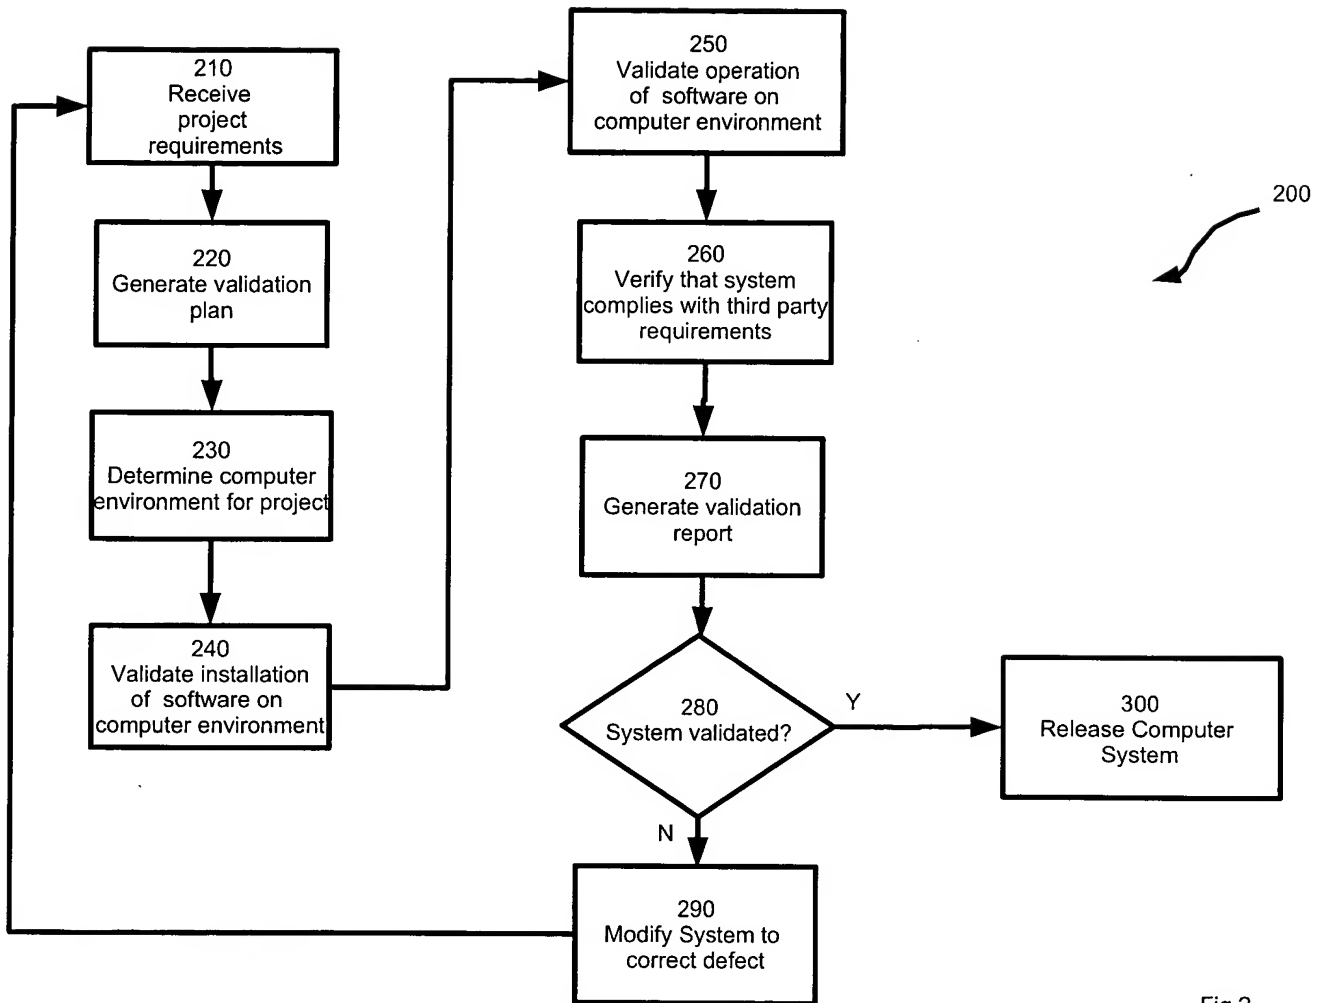 210
Receive
project
requirements
220
Generate validation
plan
230
Determine computer
environment for project
240
Validate installation
of software on
computer environment
250
Validate operation
of software on
computer environment
260
Verify that system
complies with third party
requirements
270
Generate validation
report
280
System validated?
Y
N
290
Modify System to
correct defect
300
Release Computer
System
200